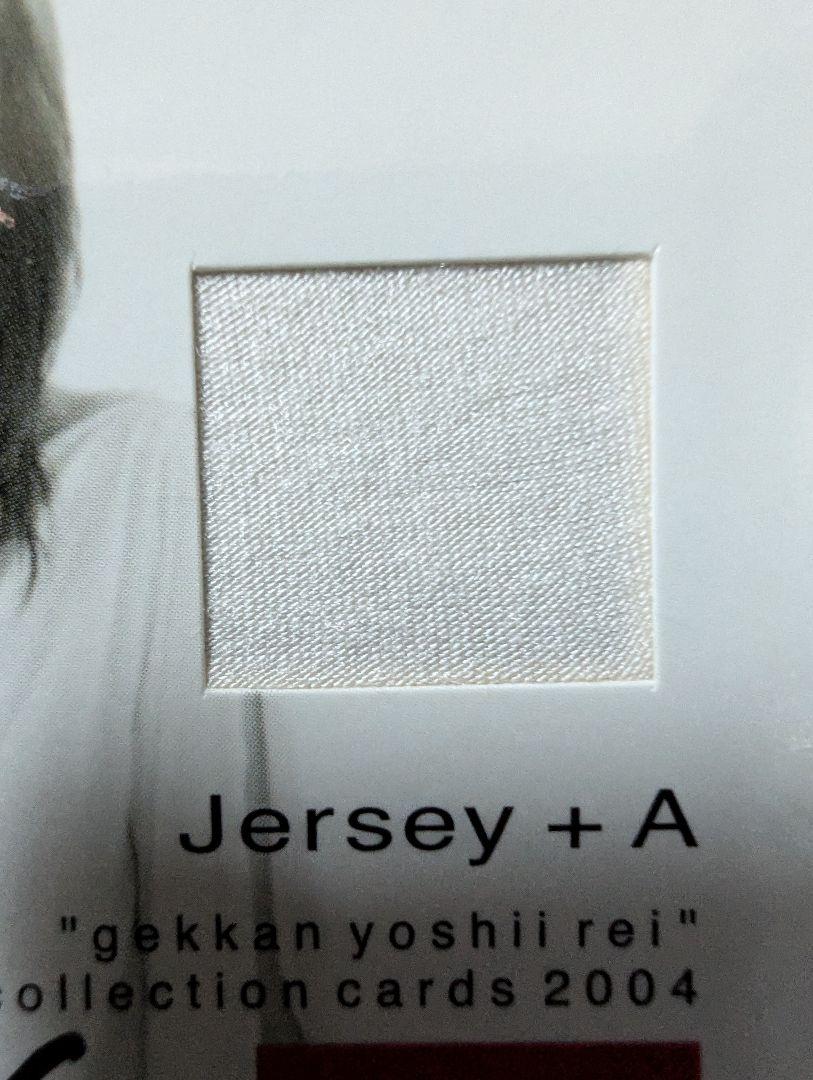 Jersey + A
"gekkan yoshii rei"
collection cards 2004